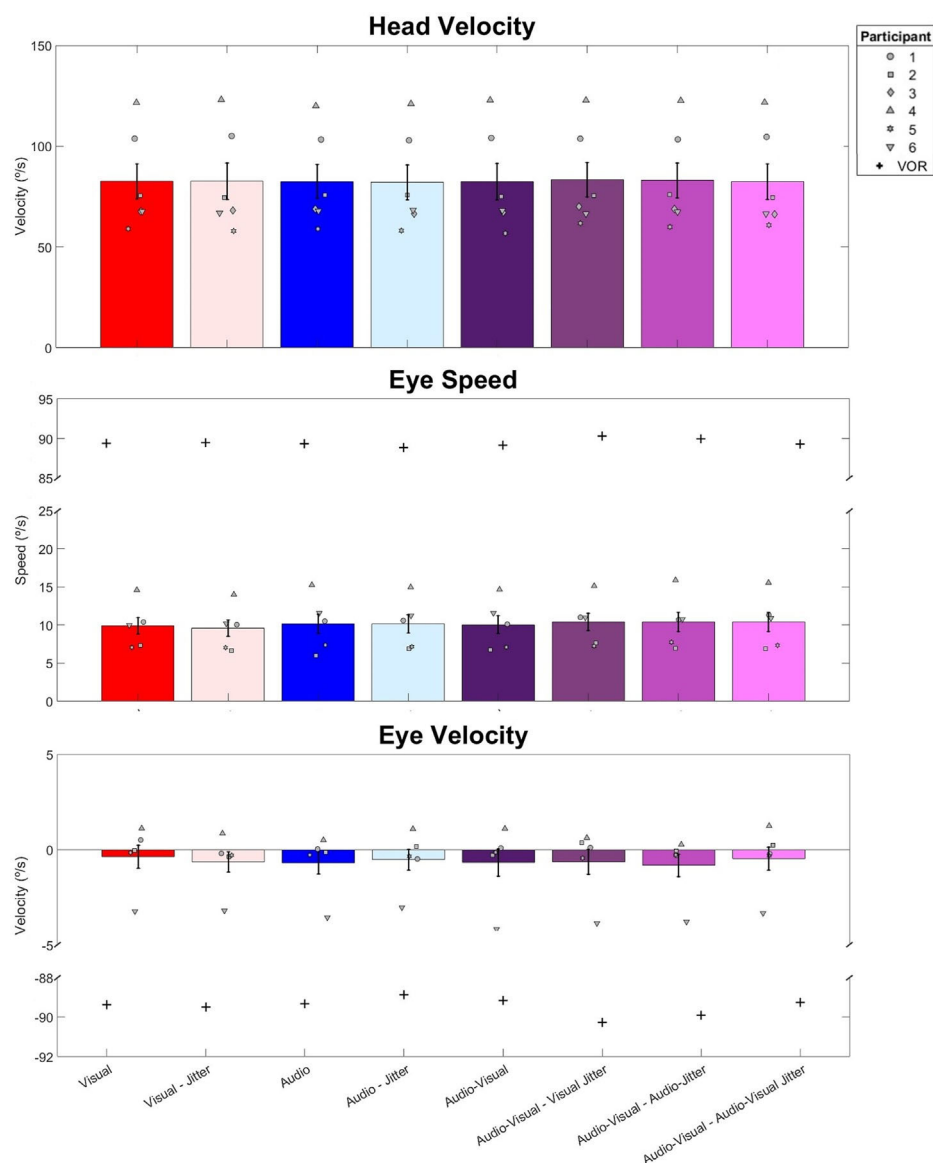 Head Velocity
Participant
1
2
3
4
5
6
VOR
150
100
50
0
Velocity (º/s)
Eye Speed
95
90
85
25
20
15
10
5
0
Speed (º/s)
Eye Velocity
5
0
-5
-88
-90
-92
Velocity (º/s)
Visual
Visual - Jitter
Audio
Audio - Jitter
Audio-Visual
Audio-Visual - Visual Jitter
Audio-Visual - Audio-Jitter
Audio-Visual - Audio-Visual Jitter